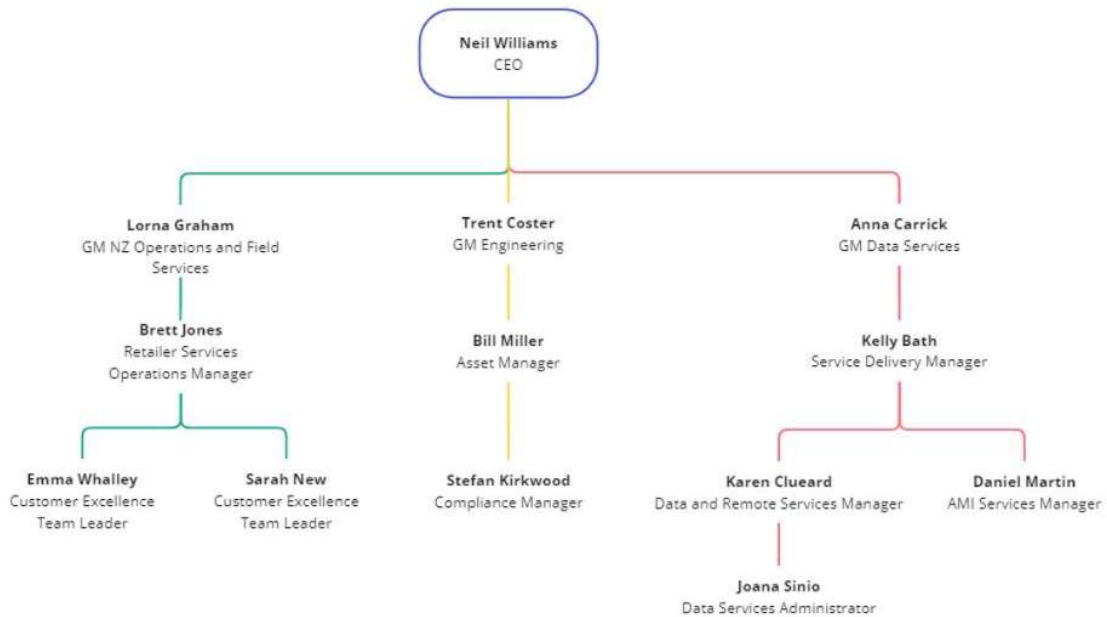 Neil Williams
CEO
Lorna Graham
GM NZ Operations and Field
Services
Trent Coster
GM Engineering
Anna Carrick
GM Data Services
Brett Jones
Retailer Services
Operations Manager
Bill Miller
Asset Manager
Kelly Bath
Service Delivery Manager
Emma Whalley
Customer Excellence
Team Leader
Sarah New
Customer Excellence
Team Leader
Stefan Kirkwood
Compliance Manager
Karen Clueard
Data and Remote Services Manager
Daniel Martin
AMI Services Manager
Joana Sinio
Data Services Administrator